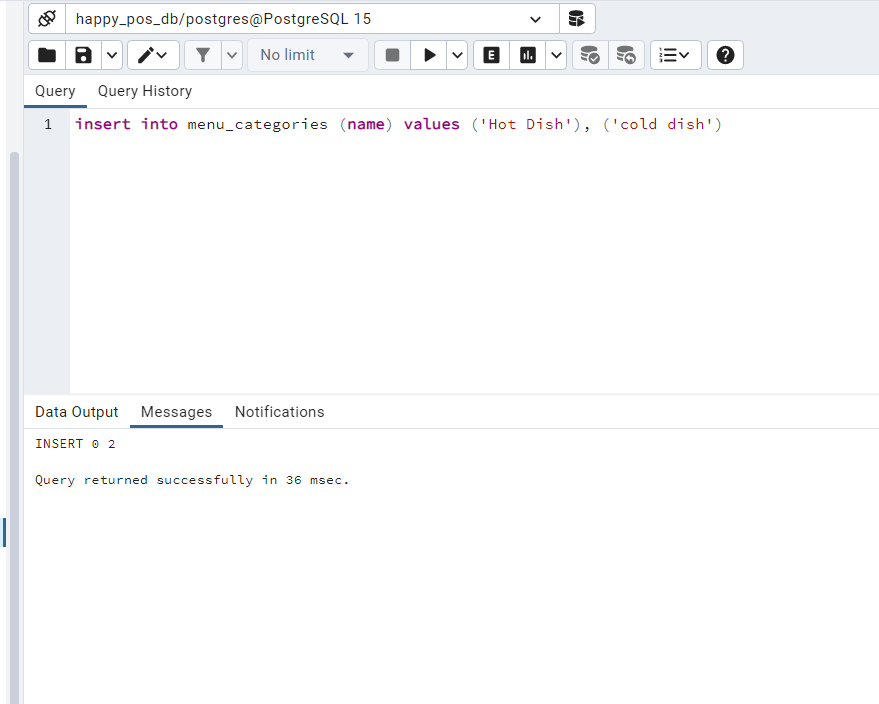 happy_pos_db/postgres@PostgreSQL 15
No limit
E
Query Query History
1 insert into menu_categories (name) values ('Hot Dish'), ('cold dish')
Data Output Messages Notifications
INSERT 0 2
Query returned successfully in 36 msec.